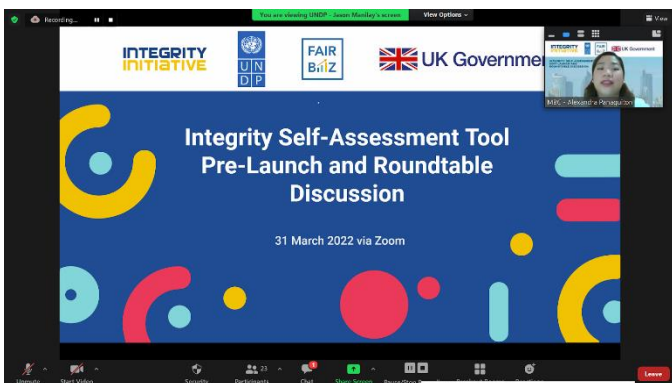 Recording...
You are viewing UNDP - Jaxon Manilay's screen
View Options
View
INTEGRITY
INITIATIVE
U N
D P
FAIR
BiiZ
UK Government
Integrity Self-Assessment Tool
Pre-Launch and Roundtable
Discussion
31 March 2022 via Zoom
Unmute
Start Video
Security
Participants
23
Chat
Share Screen
Leave